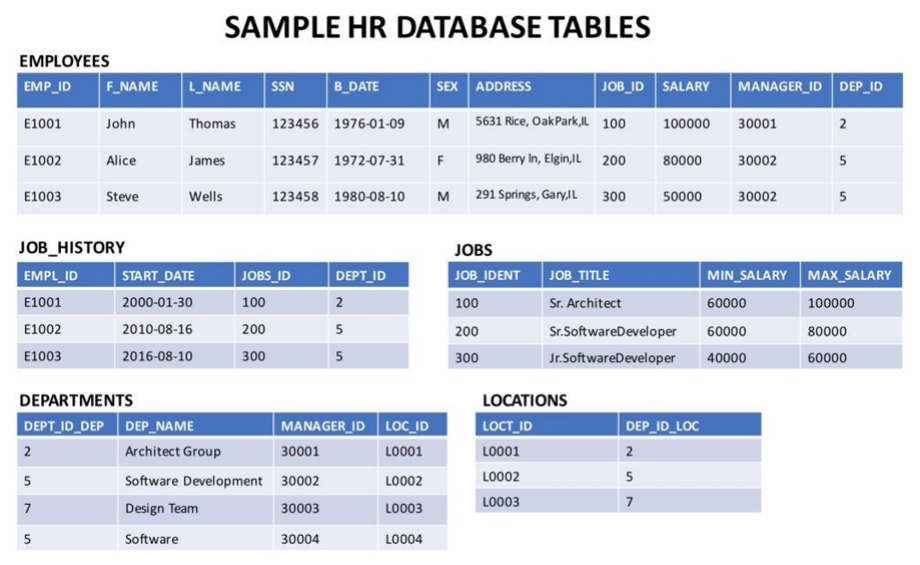 SAMPLE HR DATABASE TABLES
EMPLOYEES
EMP_ID F_NAME L_NAME SSN B_DATE SEX ADDRESS JOB_ID SALARY MANAGER_ID DEP_ID
E1001 John Thomas 123456 1976-01-09 M 5631 Rice, OakPark,IL 100 100000 30001 2
E1002 Alice James 123457 1972-07-31 F 980 Berry ln, Elgin,IL 200 80000 30002 5
E1003 Steve Wells 123458 1980-08-10 M 291 Springs, Gary,IL 300 50000 30002 5
JOB_HISTORY
EMPL_ID START_DATE JOBS_ID DEPT_ID
E1001 2000-01-30 100 2
E1002 2010-08-16 200 5
E1003 2016-08-10 300 5
JOBS
JOB_IDENT JOB_TITLE MIN_SALARY MAX_SALARY
100 Sr. Architect 60000 100000
200 Sr.SoftwareDeveloper 60000 80000
300 Jr.SoftwareDeveloper 40000 60000
DEPARTMENTS
DEPT_ID_DEP DEP_NAME MANAGER_ID LOC_ID
2 Architect Group 30001 L0001
5 Software Development 30002 L0002
7 Design Team 30003 L0003
5 Software 30004 L0004
LOCATIONS
LOCT_ID DEP_ID_LOC
L0001 2
L0002 5
L0003 7